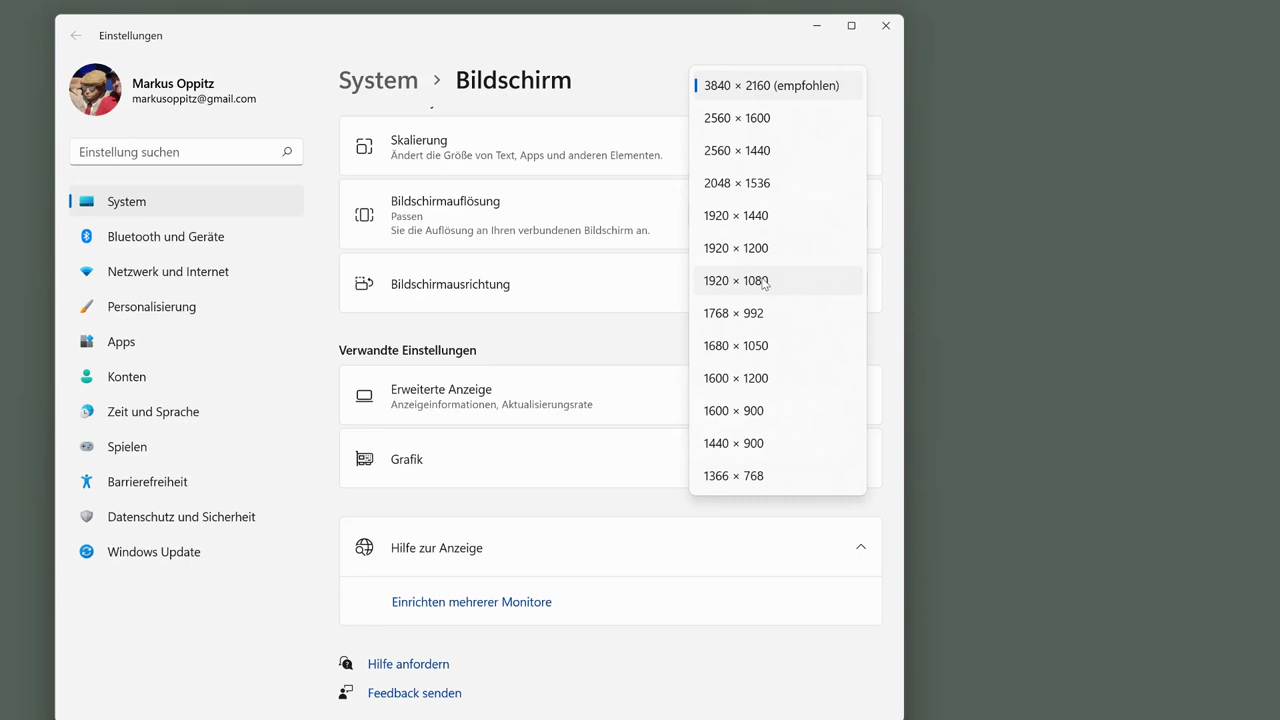 Einstellungen
Markus Oppitz
markusoppitz@gmail.com
Einstellung suchen
System
Bluetooth und Geräte
Netzwerk und Internet
Personalisierung
Apps
Konten
Zeit und Sprache
Spielen
Barrierefreiheit
Datenschutz und Sicherheit
Windows Update
System > Bildschirm
Skalierung
Ändert die Größe von Text, Apps und anderen Elementen.
Bildschirmauflösung
Passen
Sie die Auflösung an Ihren verbundenen Bildschirm an.
Bildschirmausrichtung
Verwandte Einstellungen
Erweiterte Anzeige
Anzeigeinformationen, Aktualisierungsrate
Grafik
Hilfe zur Anzeige
Einrichten mehrerer Monitore
Hilfe anfordern
Feedback senden
3840 × 2160 (empfohlen)
2560 × 1600
2560 × 1440
2048 × 1536
1920 × 1440
1920 × 1200
1920 × 1080
1768 × 992
1680 × 1050
1600 × 1200
1600 × 900
1440 × 900
1366 × 768